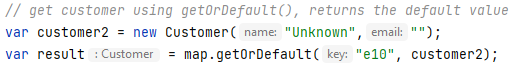 // get customer using getOrDefault(), returns the default value
var customer2 = new Customer( name: "Unknown", email: "");
var result : Customer = map.getOrDefault( key: "e10", customer2);